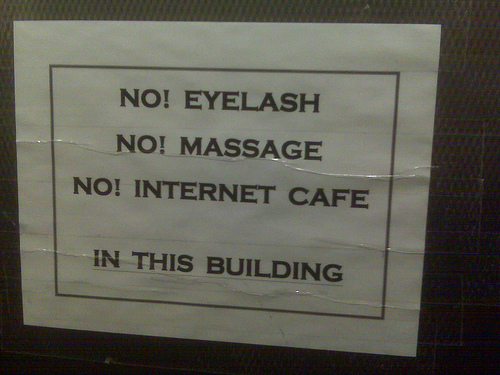 NO! EYELASH
NO! MASSAGE
NO! INTERNET CAFE
IN THIS BUILDING